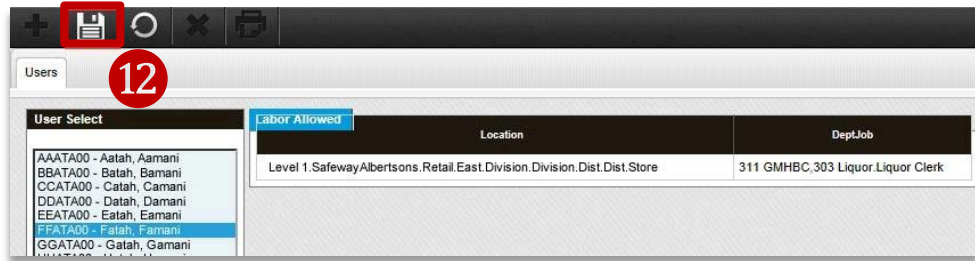 12
Users
User Select
Labor Allowed
Location
DeptJob
Level 1.SafewayAlbertsons.Retail.East.Division.Division.Dist.Dist.Store
311 GMHBC,303 Liquor.Liquor Clerk
AAATA00 - Aatah, Aamani
BBATA00 - Batah, Bamani
CCATA00 - Catah, Camani
DDATA00 - Datah, Damani
EEATA00 - Eatah, Eamani
FFATA00 - Fatah, Famani
GGATA00 - Gatah, Gamani